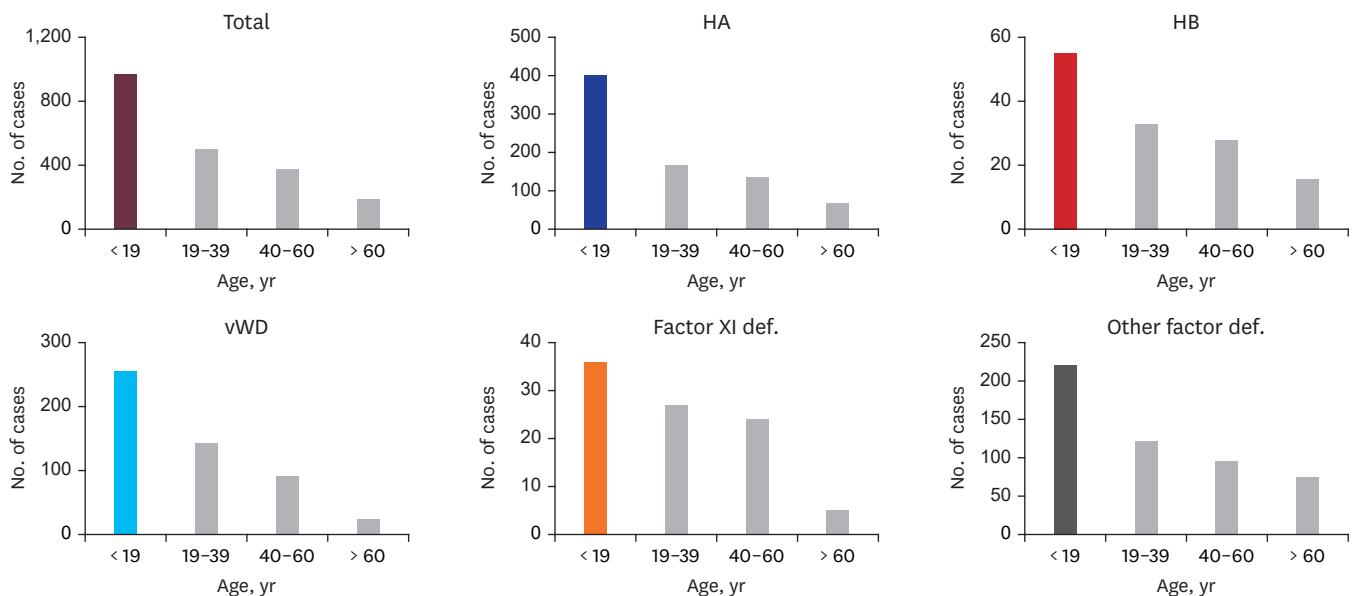 Total
1,200
800
400
0
No. of cases
< 19 19–39 40–60 > 60
Age, yr
HA
500
400
300
200
100
0
No. of cases
< 19 19–39 40–60 > 60
Age, yr
HB
60
40
20
0
No. of cases
< 19 19–39 40–60 > 60
Age, yr
vWD
300
200
100
0
No. of cases
< 19 19–39 40–60 > 60
Age, yr
Factor XI def.
40
30
20
10
0
No. of cases
< 19 19–39 40–60 > 60
Age, yr
Other factor def.
250
200
150
100
50
0
No. of cases
< 19 19–39 40–60 > 60
Age, yr